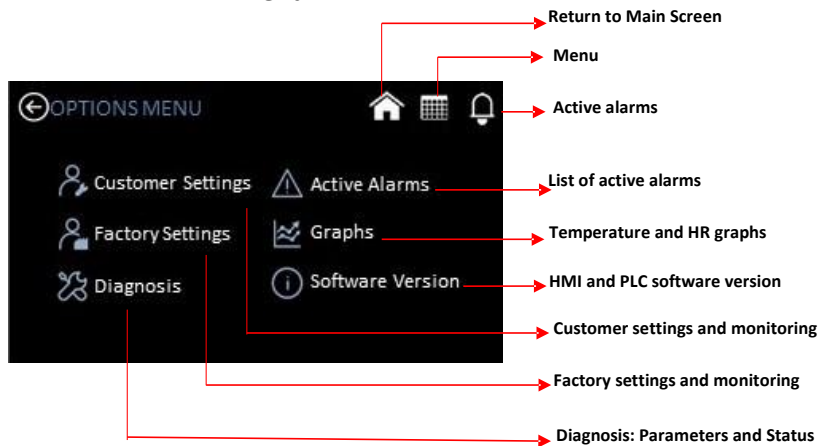 Return to Main Screen
Menu
OPTIONS MENU
Active alarms
Customer Settings
Active Alarms
List of active alarms
Factory Settings
Graphs
Temperature and HR graphs
Diagnosis
Software Version
HMI and PLC software version
Customer settings and monitoring
Factory settings and monitoring
Diagnosis: Parameters and Status